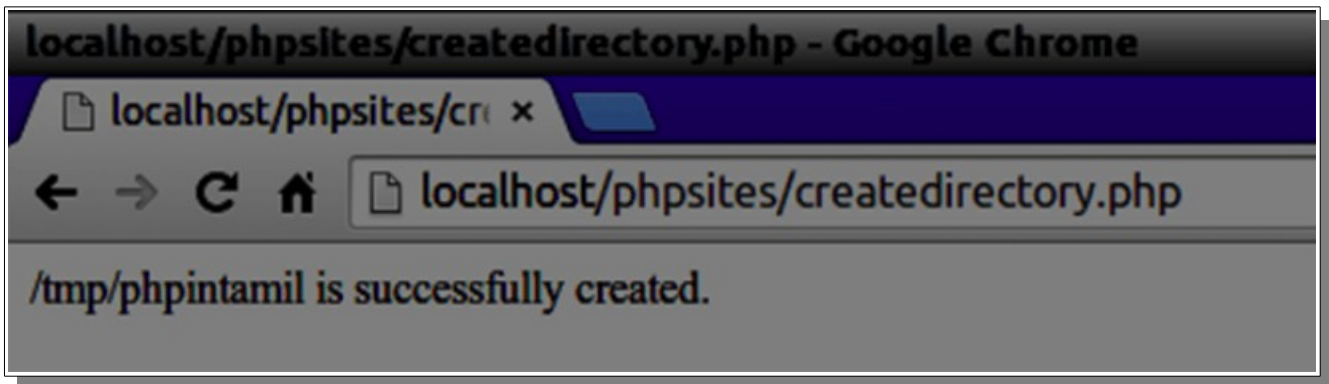 localhost/phpsites/createdirectory.php - Google Chrome
localhost/phpsites/cr
localhost/phpsites/createdirectory.php
/tmp/phpintamil is successfully created.